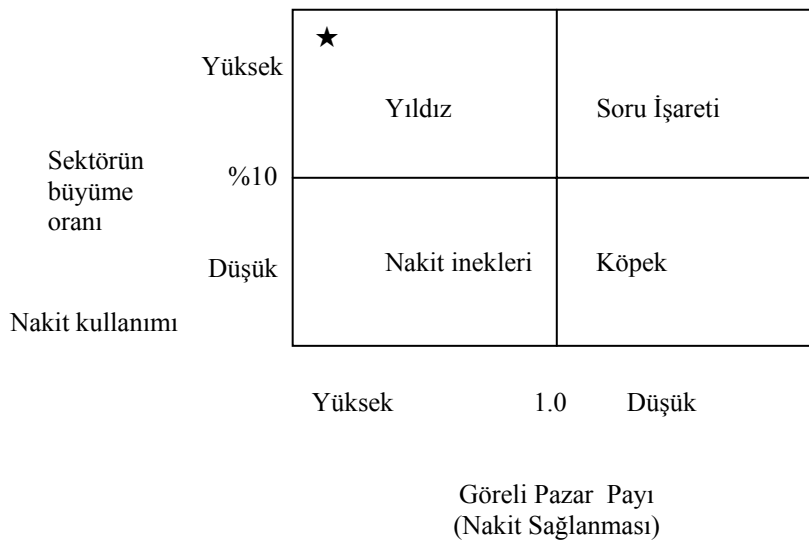 Yüksek
Yıldız Soru İşareti
Sektörün
büyüme
oranı
%10
Düşük
Nakit inekleri Köpek
Nakit kullanımı
Yüksek 1.0 Düşük
Göreli Pazar Payı
(Nakit Sağlanması)